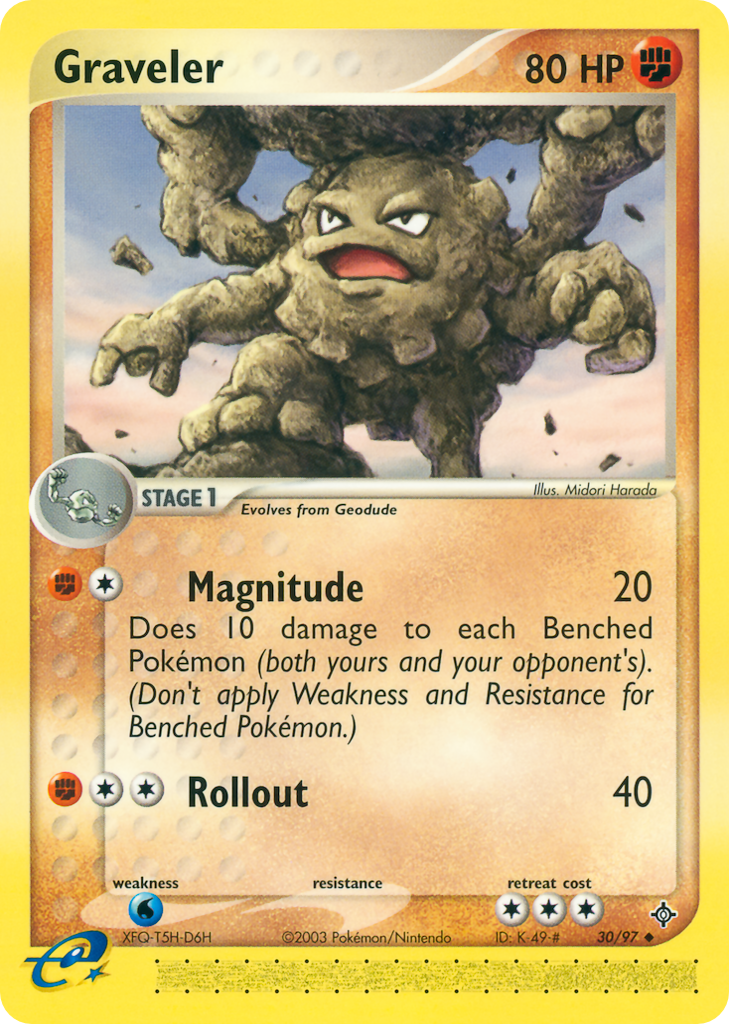 Graveler
80 HP
STAGE 1
Evolves from Geodude
Illus. Midori Harada
Magnitude 20
Does 10 damage to each Benched
Pokémon (both yours and your opponent's).
(Don't apply Weakness and Resistance for
Benched Pokémon.)
Rollout 40
weakness resistance retreat cost
XFQ-T5H-D6H ©2003 Pokémon/Nintendo ID: K-49-# 30/97
e